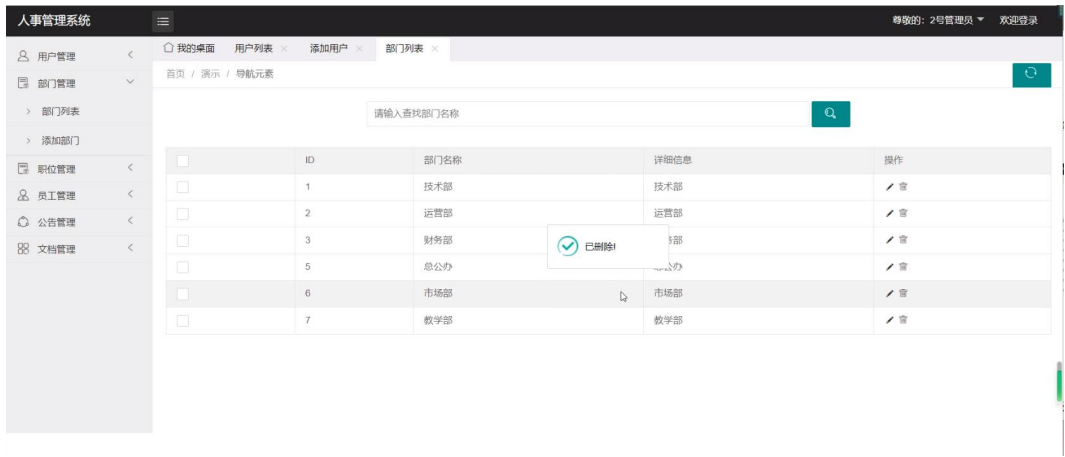 人事管理系统 尊敬的：2号管理员 欢迎登录
用户管理
部门管理
部门列表
添加部门
职位管理
员工管理
公告管理
文档管理
我的桌面 用户列表 添加用户 部门列表
首页 / 演示 / 导航元素
请输入查找部门名称
ID 部门名称 详细信息 操作
1 技术部 技术部
2 运营部 运营部
3 财务部 务部
5 总公办 总公办
6 市场部 市场部
7 教学部 教学部
已删除!